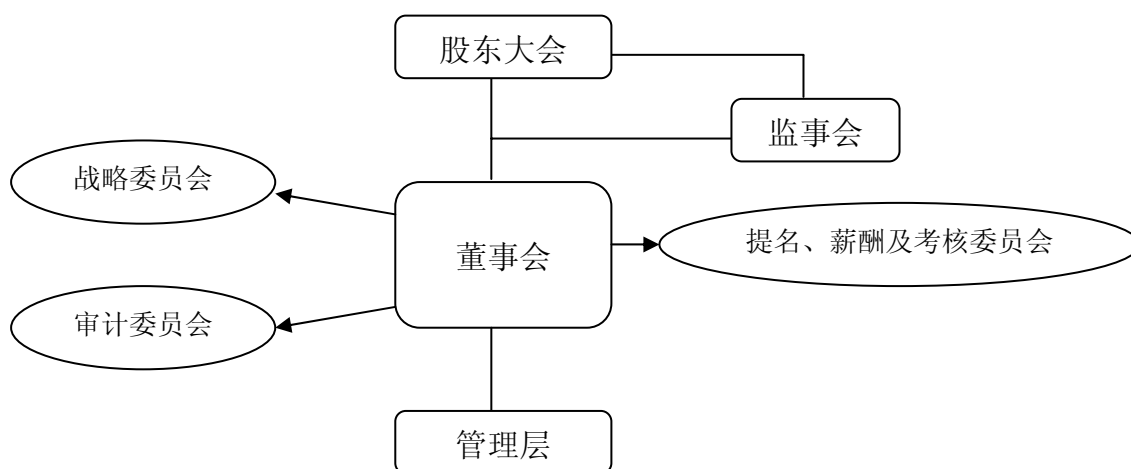 股东大会
监事会
战略委员会
董事会
提名、薪酬及考核委员会
审计委员会
管理层